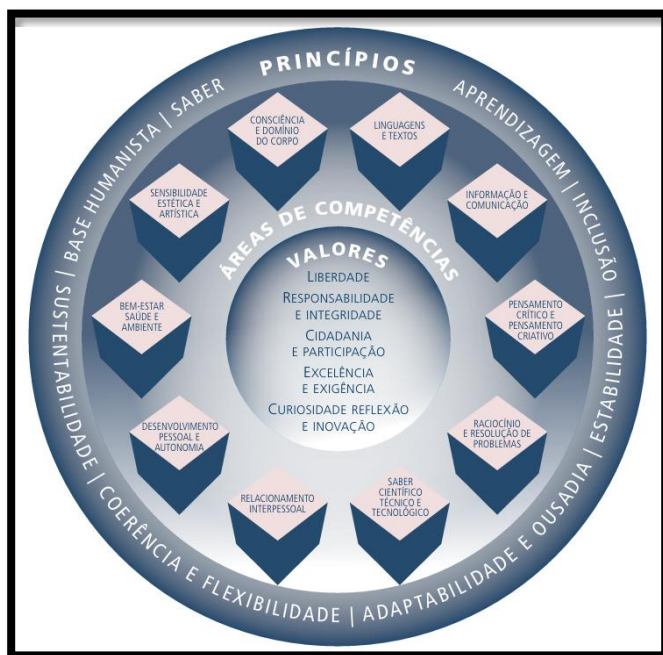 PRINCÍPIOS
BASE HUMANISTA | SABER
APRENDIZAGEM | INCLUSÃO
| ESTABILIDADE |
ADAPTABILIDADE E OUSADIA
COERÊNCIA E FLEXIBILIDADE |
| SUSTENTABILIDADE |
ÁREAS DE COMPETÊNCIAS
CONSCIÊNCIA
E DOMÍNIO
DO CORPO
LINGUAGENS
E TEXTOS
INFORMAÇÃO E
COMUNICAÇÃO
PENSAMENTO
CRÍTICO E
PENSAMENTO
CRIATIVO
RACIOCÍNIO
E RESOLUÇÃO DE
PROBLEMAS
SABER
CIENTÍFICO
TÉCNICO E
TECNOLÓGICO
RELACIONAMENTO
INTERPESSOAL
DESENVOLVIMENTO
PESSOAL E
AUTONOMIA
BEM-ESTAR
SAÚDE E
AMBIENTE
SENSIBILIDADE
ESTÉTICA E
ARTÍSTICA
VALORES
LIBERDADE
RESPONSABILIDADE
E INTEGRIDADE
CIDADANIA
E PARTICIPAÇÃO
EXCELÊNCIA
E EXIGÊNCIA
CURIOSIDADE REFLEXÃO
E INOVAÇÃO